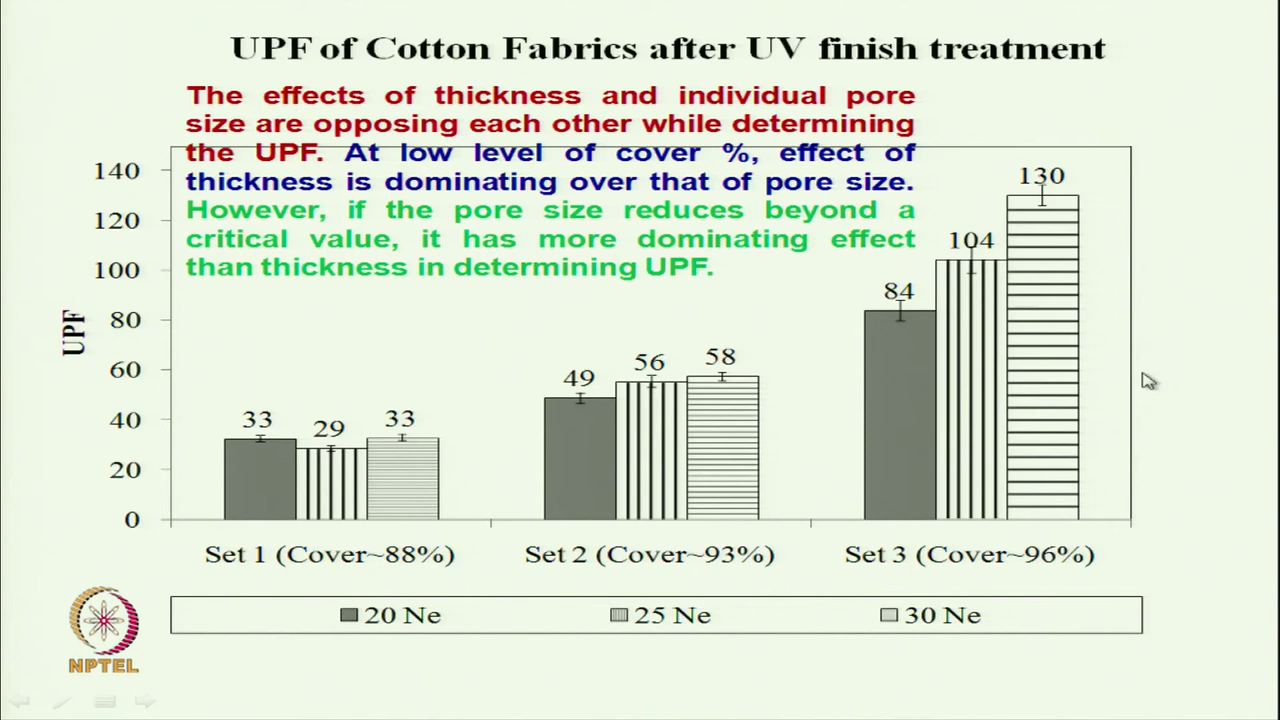 UPF of Cotton Fabrics after UV finish treatment
The effects of thickness and individual pore
size are opposing each other while determining
the UPF. At low level of cover %, effect of
thickness is dominating over that of pore size.
However, if the pore size reduces beyond a
critical value, it has more dominating effect
than thickness in determining UPF.
UPF
140
120
100
80
60
40
20
0
33
29
33
49
56
58
84
104
130
Set 1 (Cover~88%)
Set 2 (Cover~93%)
Set 3 (Cover~96%)
20 Ne
25 Ne
30 Ne
NPTEL